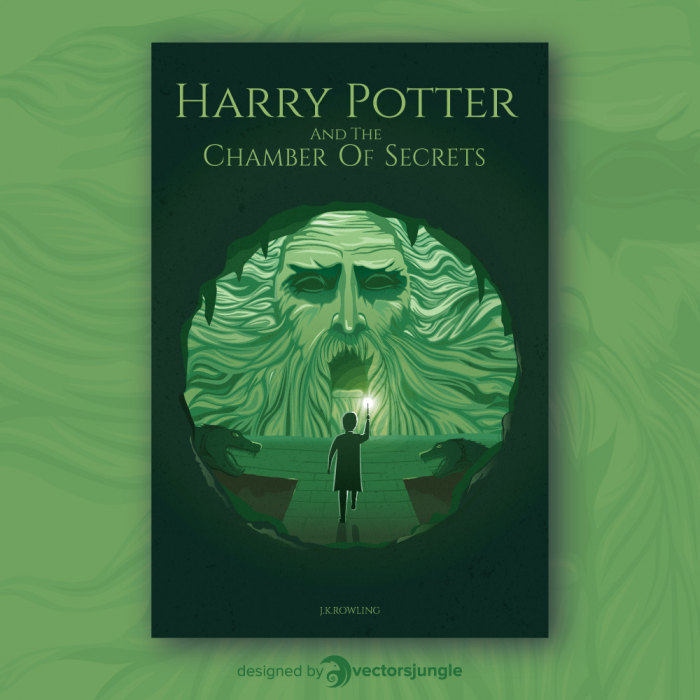 Harry Potter
And The
Chamber Of Secrets
J.K.ROWLING
designed by vectorsjungle